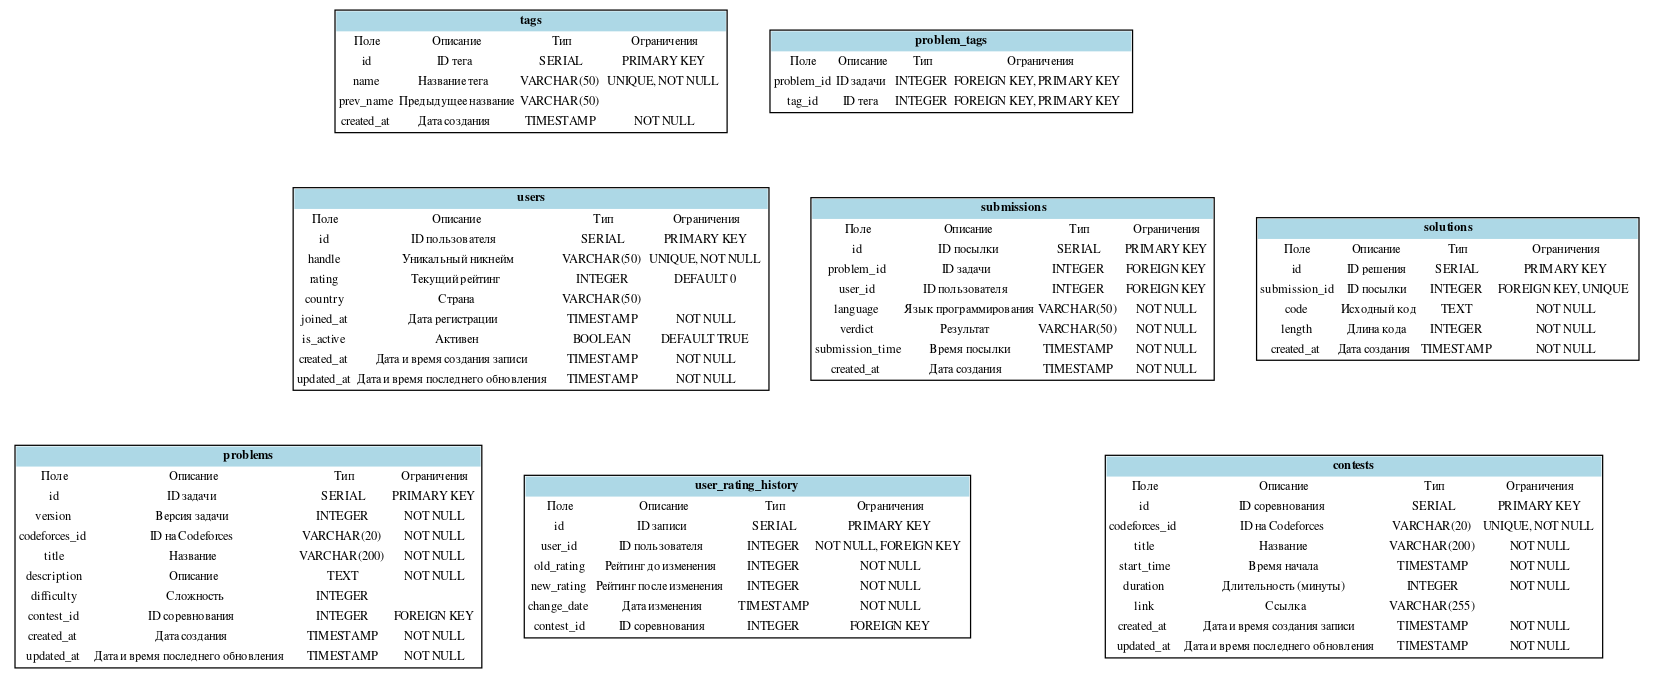 tags
Поле Описание Тип Ограничения
id ID тега SERIAL PRIMARY KEY
name Название тега VARCHAR(50) UNIQUE, NOT NULL
prev_name Предыдущее название VARCHAR(50)
created_at Дата создания TIMESTAMP NOT NULL
problem_tags
Поле Описание Тип Ограничения
problem_id ID задачи INTEGER FOREIGN KEY, PRIMARY KEY
tag_id ID тега INTEGER FOREIGN KEY, PRIMARY KEY
users
Поле Описание Тип Ограничения
id ID пользователя SERIAL PRIMARY KEY
handle Уникальный никнейм VARCHAR(50) UNIQUE, NOT NULL
rating Текущий рейтинг INTEGER DEFAULT 0
country Страна VARCHAR(50)
joined_at Дата регистрации TIMESTAMP NOT NULL
is_active Активен BOOLEAN DEFAULT TRUE
created_at Дата и время создания записи TIMESTAMP NOT NULL
updated_at Дата и время последнего обновления TIMESTAMP NOT NULL
submissions
Поле Описание Тип Ограничения
id ID посылки SERIAL PRIMARY KEY
problem_id ID задачи INTEGER FOREIGN KEY
user_id ID пользователя INTEGER FOREIGN KEY
language Язык программирования VARCHAR(50) NOT NULL
verdict Результат VARCHAR(50) NOT NULL
submission_time Время посылки TIMESTAMP NOT NULL
created_at Дата создания TIMESTAMP NOT NULL
solutions
Поле Описание Тип Ограничения
id ID решения SERIAL PRIMARY KEY
submission_id ID посылки INTEGER FOREIGN KEY, UNIQUE
code Исходный код TEXT NOT NULL
length Длина кода INTEGER NOT NULL
created_at Дата создания TIMESTAMP NOT NULL
problems
Поле Описание Тип Ограничения
id ID задачи SERIAL PRIMARY KEY
version Версия задачи INTEGER NOT NULL
codeforces_id ID на Codeforces VARCHAR(20) NOT NULL
title Название VARCHAR(200) NOT NULL
description Описание TEXT NOT NULL
difficulty Сложность INTEGER
contest_id ID соревнования INTEGER FOREIGN KEY
created_at Дата создания TIMESTAMP NOT NULL
updated_at Дата и время последнего обновления TIMESTAMP NOT NULL
user_rating_history
Поле Описание Тип Ограничения
id ID записи SERIAL PRIMARY KEY
user_id ID пользователя INTEGER NOT NULL, FOREIGN KEY
old_rating Рейтинг до изменения INTEGER NOT NULL
new_rating Рейтинг после изменения INTEGER NOT NULL
change_date Дата изменения TIMESTAMP NOT NULL
contest_id ID соревнования INTEGER FOREIGN KEY
contests
Поле Описание Тип Ограничения
id ID соревнования SERIAL PRIMARY KEY
codeforces_id ID на Codeforces VARCHAR(20) UNIQUE, NOT NULL
title Название VARCHAR(200) NOT NULL
start_time Время начала TIMESTAMP NOT NULL
duration Длительность (минуты) INTEGER NOT NULL
link Ссылка VARCHAR(255)
created_at Дата и время создания записи TIMESTAMP NOT NULL
updated_at Дата и время последнего обновления TIMESTAMP NOT NULL